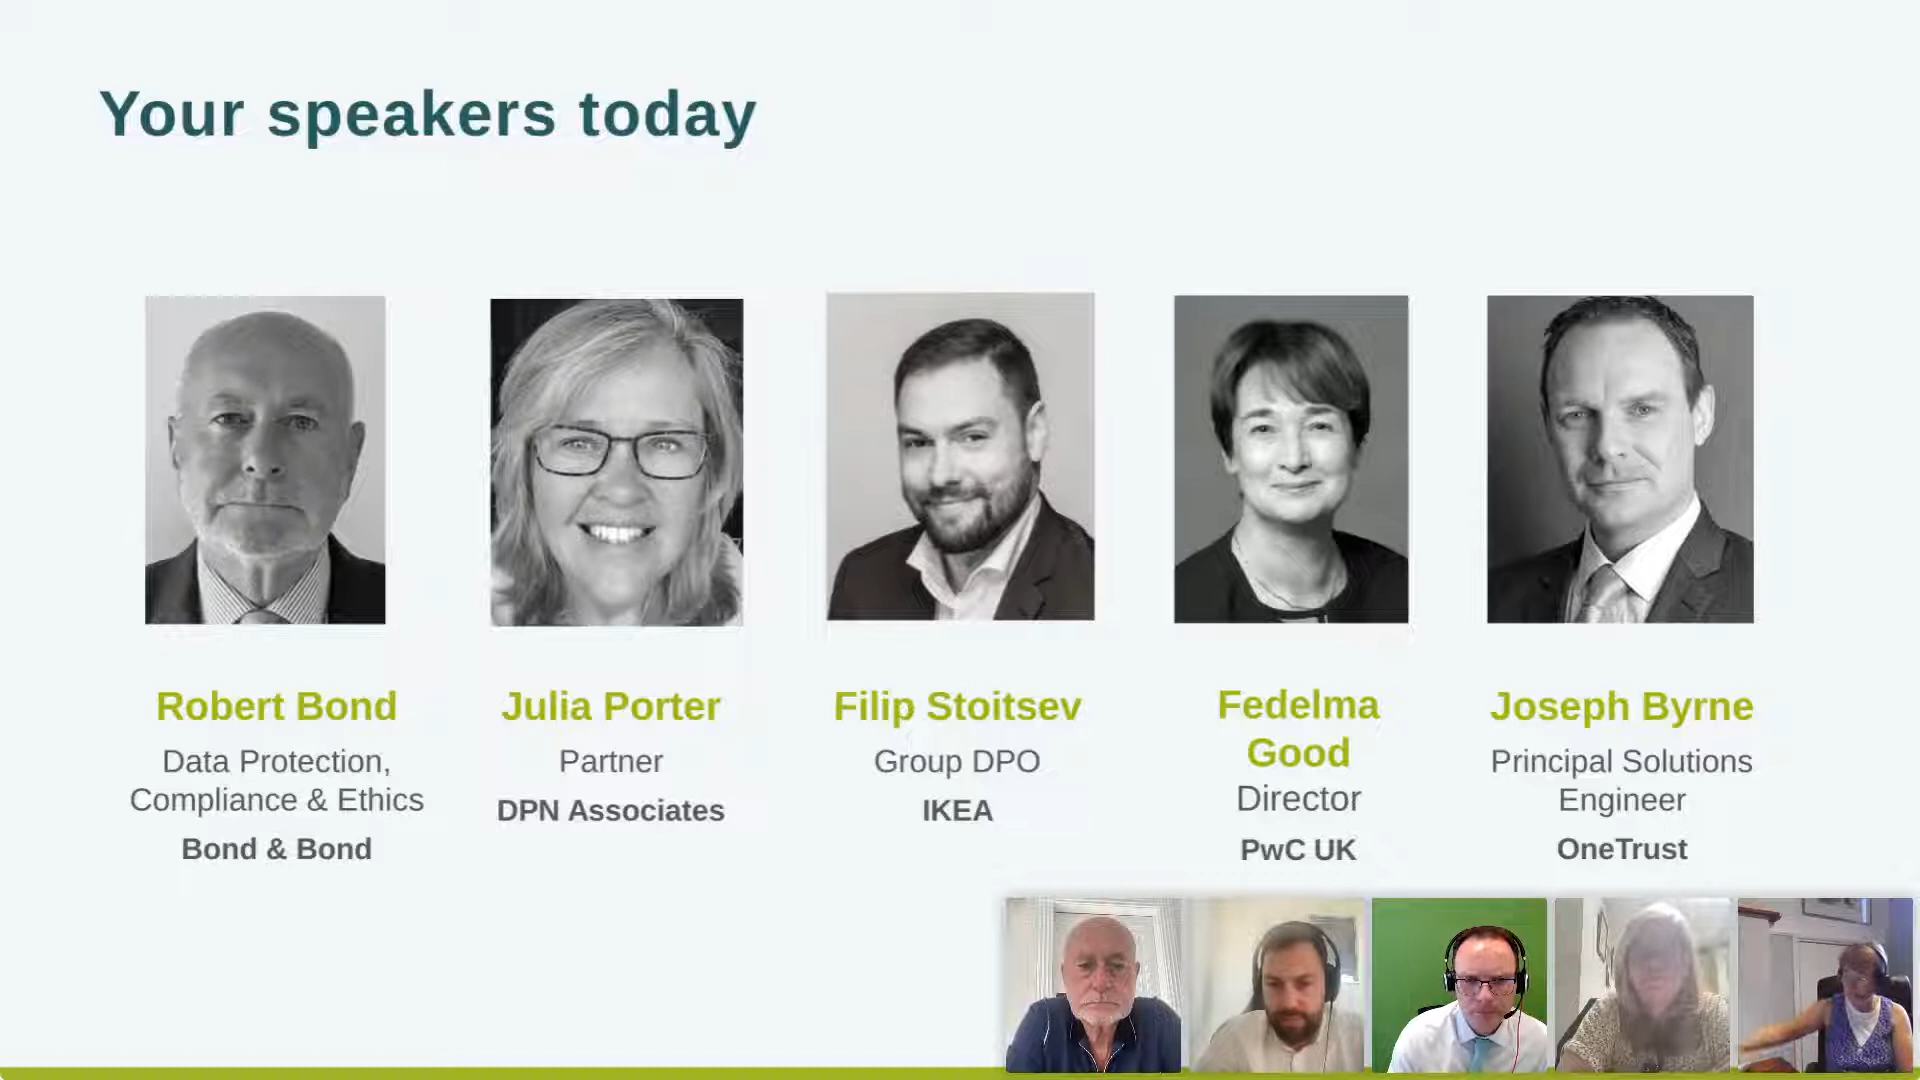 Your speakers today
Robert Bond
Data Protection,
Compliance & Ethics
Bond & Bond
Julia Porter
Partner
DPN Associates
Filip Stoitsev
Group DPO
IKEA
Fedelma
Good
Director
PwC UK
Joseph Byrne
Principal Solutions
Engineer
OneTrust